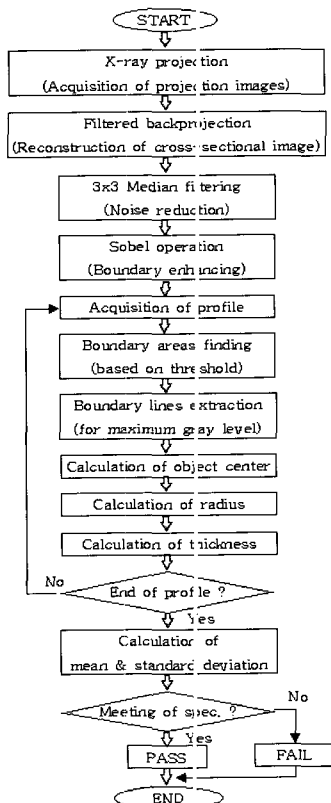 START
X-ray projection
(Acquisition of projection images)
Filtered backprojection
(Reconstruction of cross-sectional image)
3x3 Median filtering
(Noise reduction)
Sobel operation
(Boundary enhancing)
Acquisition of profile
Boundary areas finding
(based on threshold)
Boundary lines extraction
(for maximum gray level)
Calculation of object center
Calculation of radius
Calculation of thickness
No
End of profile ?
Yes
Calculation of
mean & standard deviation
No
Meeting of spec. ?
Yes
PASS
FAIL
END